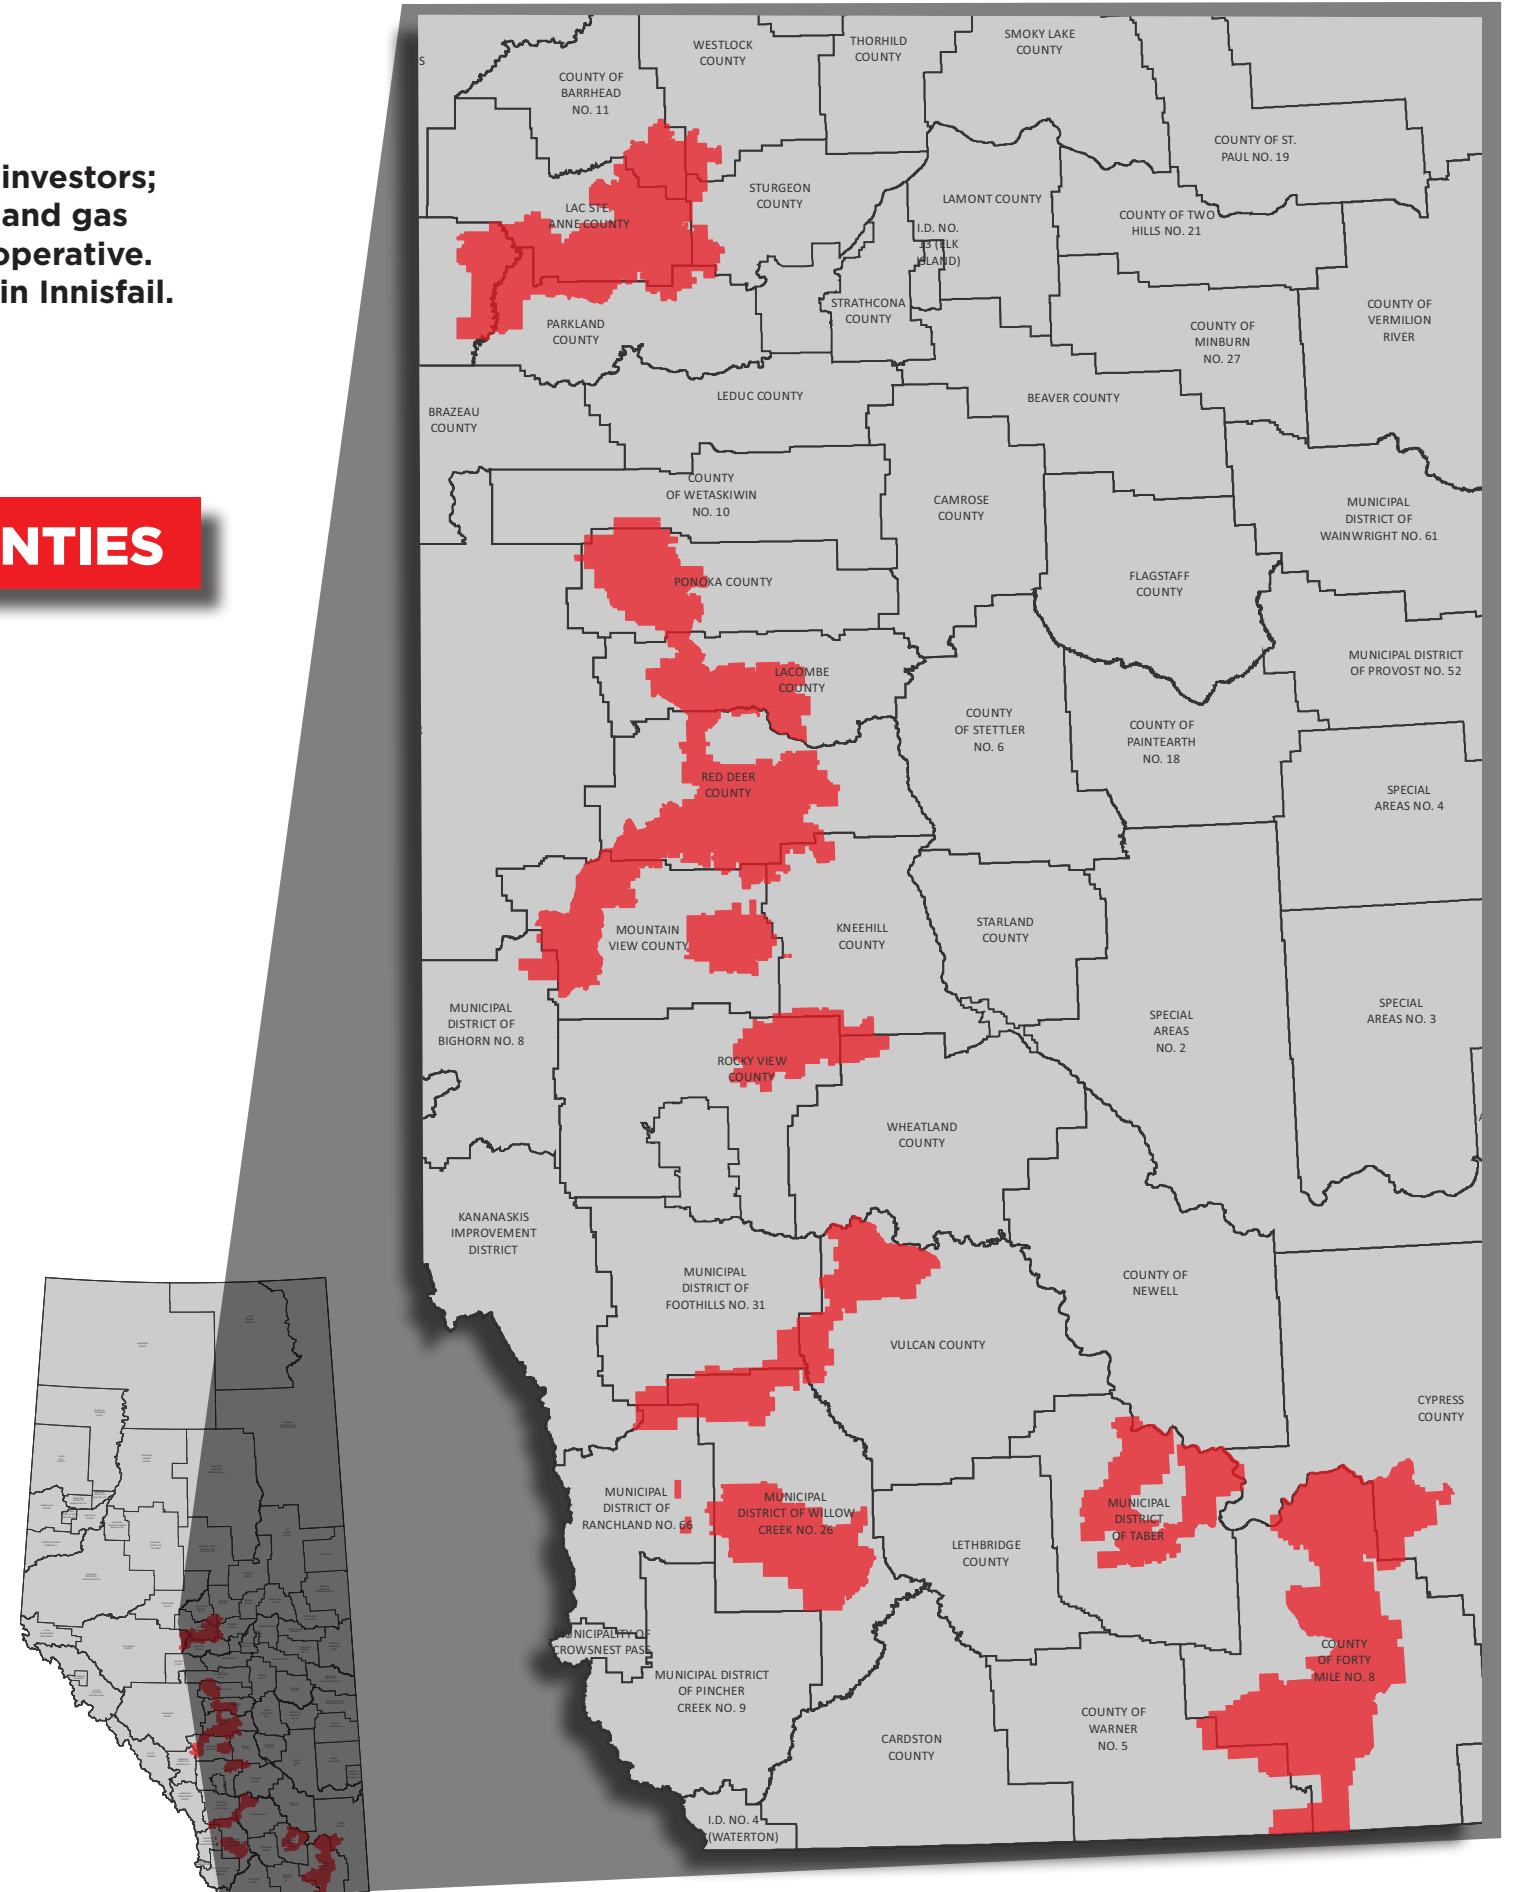 investors;
and gas
operative.
in Innisfail.
NTIES
S
WESTLOCK
COUNTY
THORHILD
COUNTY
SMOKY LAKE
COUNTY
COUNTY OF
BARRHEAD
NO. 11
COUNTY OF ST.
PAUL NO. 19
STURGEON
COUNTY
LAMONT COUNTY
LAC STE.
ANNE COUNTY
COUNTY OF TWO
HILLS NO. 21
I.D. NO.
13 (ELK
ISLAND)
STRATHCONA
COUNTY
PARKLAND
COUNTY
COUNTY OF
MINBURN
NO. 27
COUNTY OF
VERMILION
RIVER
LEDUC COUNTY
BEAVER COUNTY
BRAZEAU
COUNTY
COUNTY
OF WETASKIWIN
NO. 10
CAMROSE
COUNTY
MUNICIPAL
DISTRICT OF
WAINWRIGHT NO. 61
PONOKA COUNTY
FLAGSTAFF
COUNTY
MUNICIPAL DISTRICT
OF PROVOST NO. 52
LACOMBE
COUNTY
COUNTY
OF STETTLER
NO. 6
COUNTY OF
PAINTEARTH
NO. 18
RED DEER
COUNTY
SPECIAL
AREAS NO. 4
MOUNTAIN
VIEW COUNTY
KNEEHILL
COUNTY
STARLAND
COUNTY
MUNICIPAL
DISTRICT OF
BIGHORN NO. 8
SPECIAL
AREAS
NO. 2
SPECIAL
AREAS NO. 3
ROCKY VIEW
COUNTY
WHEATLAND
COUNTY
KANANASKIS
IMPROVEMENT
DISTRICT
MUNICIPAL
DISTRICT OF
FOOTHILLS NO. 31
COUNTY OF
NEWELL
VULCAN COUNTY
CYPRESS
COUNTY
MUNICIPAL
DISTRICT OF
RANCHLAND NO. 66
MUNICIPAL
DISTRICT OF WILLOW
CREEK NO. 26
MUNICIPAL
DISTRICT
OF TABER
LETHBRIDGE
COUNTY
MUNICIPALITY OF
CROWSNEST PASS
COUNTY
OF FORTY
MILE NO. 8
MUNICIPAL DISTRICT
OF PINCHER
CREEK NO. 9
COUNTY OF
WARNER
NO. 5
CARDSTON
COUNTY
I.D. NO. 4
(WATERTON)